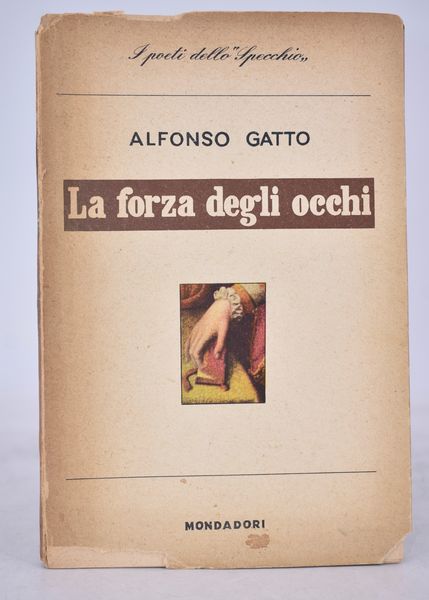 I poeti dello "Specchio„
ALFONSO GATTO
La forza degli occhi
MONDADORI